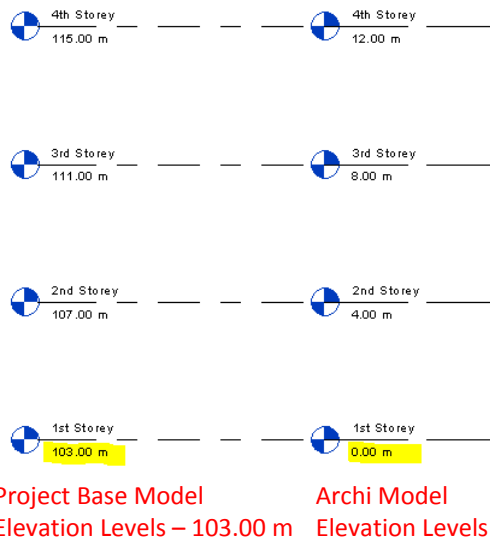 4th Storey
115.00 m
4th Storey
12.00 m
3rd Storey
111.00 m
3rd Storey
8.00 m
2nd Storey
107.00 m
2nd Storey
4.00 m
1st Storey
103.00 m
1st Storey
0.00 m
Project Base Model
Elevation Levels – 103.00 m
Archi Model
Elevation Levels